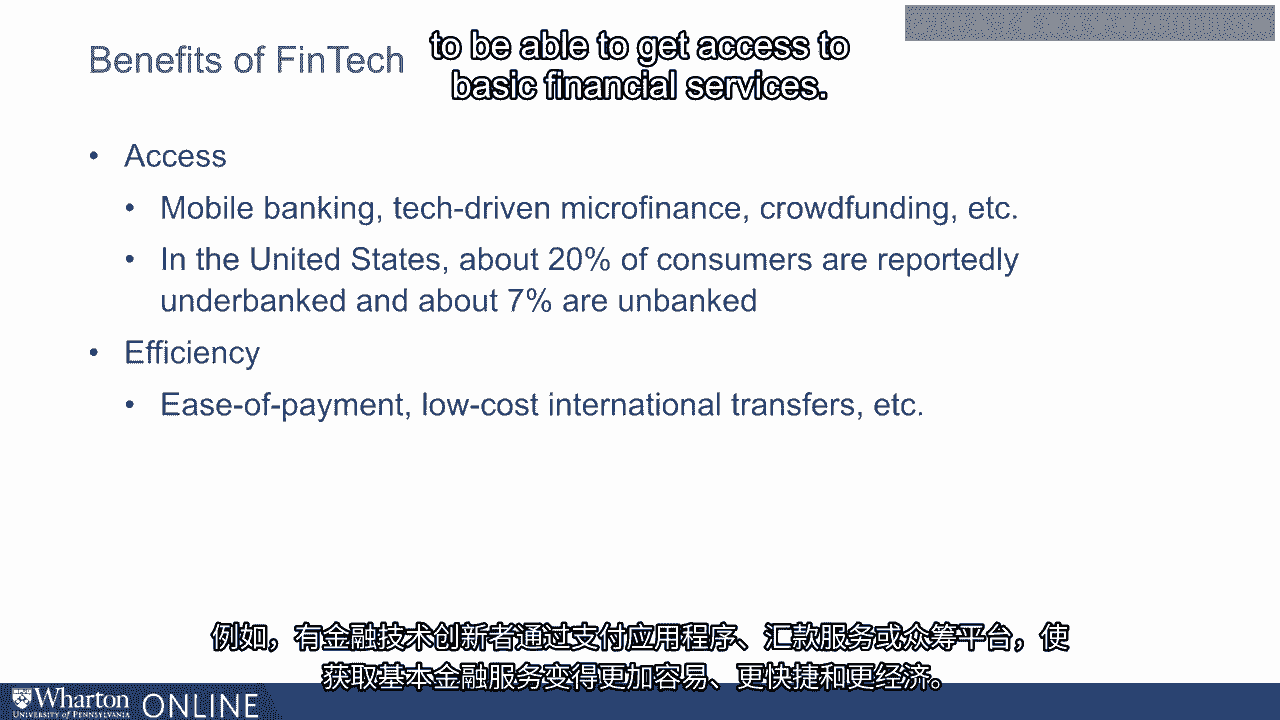 Benefits of FinTech
to be able to get access to
basic financial services.
• Access
• Mobile banking, tech-driven microfinance, crowdfunding, etc.
• In the United States, about 20% of consumers are reportedly
underbanked and about 7% are unbanked
• Efficiency
• Ease-of-payment, low-cost international transfers, etc.
例如，有金融技术创新者通过支付应用程序、汇款服务或众筹平台，使
获取基本金融服务变得更加容易、更快捷和更经济。
Wharton
UNIVERSITY of PENNSYLVANIA
ONLINE